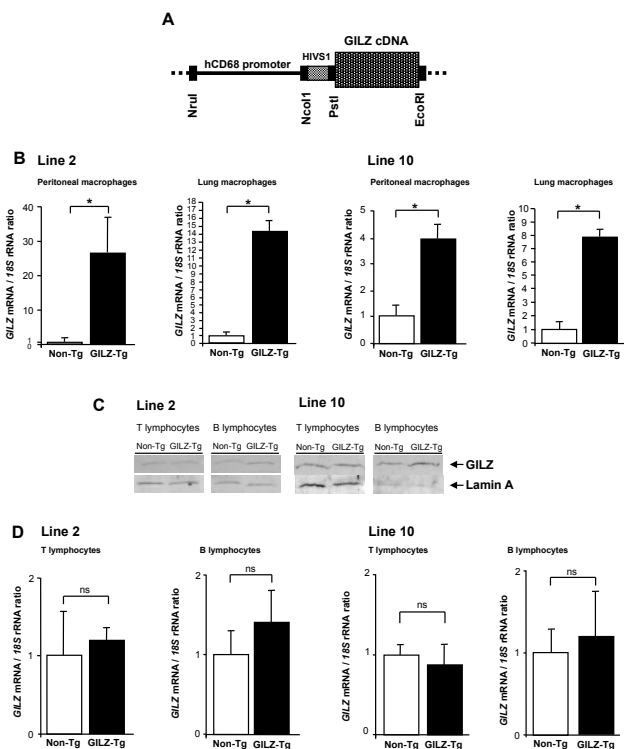 A
GILZ cDNA
HIVS1
hCD68 promoter
NruI
Ncol1
PstI
EcoRI
B
Line 2
Line 10
Peritoneal macrophages
Lung macrophages
Peritoneal macrophages
Lung macrophages
GILZ mRNA / 18S rRNA ratio
40
30
20
10
1
0
*
Non-Tg GILZ-Tg
GILZ mRNA / 18S rRNA ratio
18
17
16
15
14
13
12
11
10
9
8
7
6
5
4
3
2
1
0
*
Non-Tg GILZ-Tg
GILZ mRNA / 18S rRNA ratio
5
4
3
2
1
0
*
Non-Tg GILZ-Tg
GILZ mRNA / 18S rRNA ratio
10
9
8
7
6
5
4
3
2
1
0
*
Non-Tg GILZ-Tg
C
Line 2
Line 10
T lymphocytes B lymphocytes T lymphocytes B lymphocytes
Non-Tg GILZ-Tg Non-Tg GILZ-Tg Non-Tg GILZ-Tg Non-Tg GILZ-Tg
GILZ
Lamin A
D
Line 2
Line 10
T lymphocytes
B lymphocytes
T lymphocytes
B lymphocytes
GILZ mRNA / 18S rRNA ratio
2
1
0
ns
Non-Tg GILZ-Tg
GILZ mRNA / 18S rRNA ratio
2
1
0
ns
Non-Tg GILZ-Tg
GILZ mRNA / 18S rRNA ratio
2
1
0
ns
Non-Tg GILZ-Tg
GILZ mRNA / 18S rRNA ratio
2
1
0
ns
Non-Tg GILZ-Tg